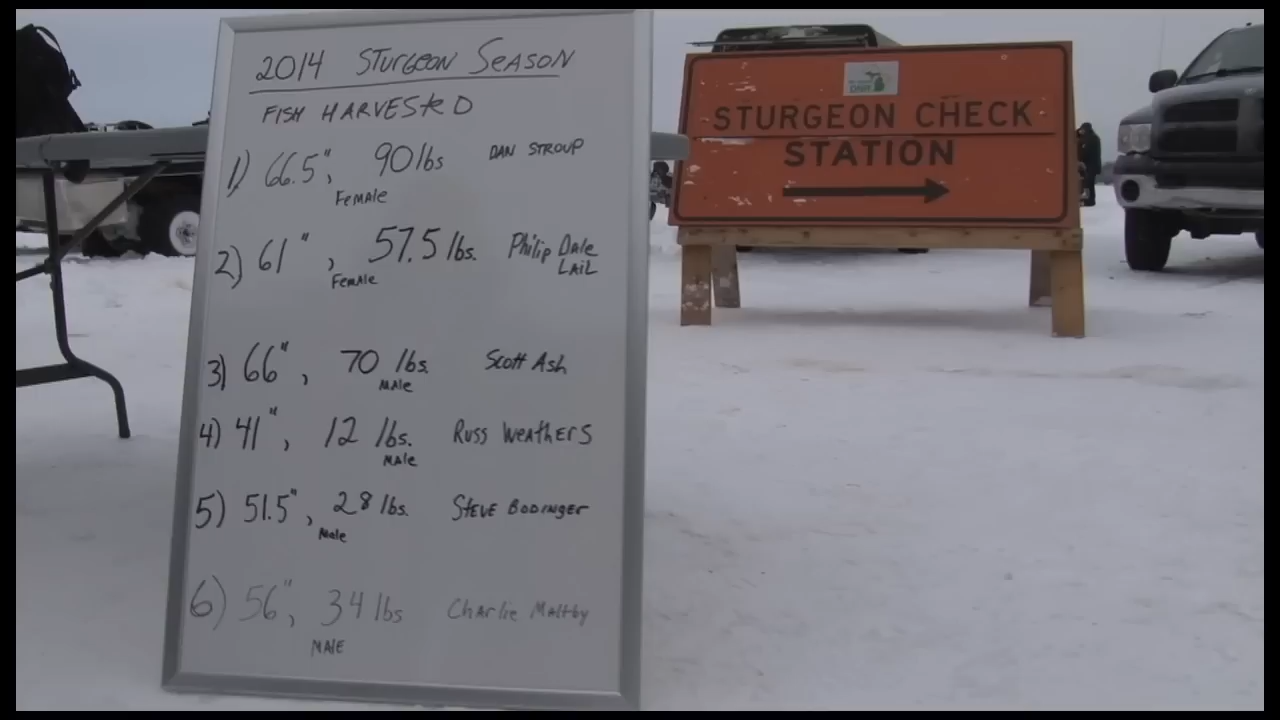 2014 STURGEON SEASON
FISH HARVESTED
1) 66.5", 90 lbs DAN STROUP
Female
2) 61", 57.5 lbs. Philip Dale
Female LAIL
3) 66", 70 lbs. Scott Ash
MAle
4) 41", 12 lbs. Russ WeatheRS
MAle
5) 51.5", 28 lbs. STEVE BODINGER
Male
6) 56", 34 lbs Charlie Maltby
MAlE
DNR
STURGEON CHECK
STATION